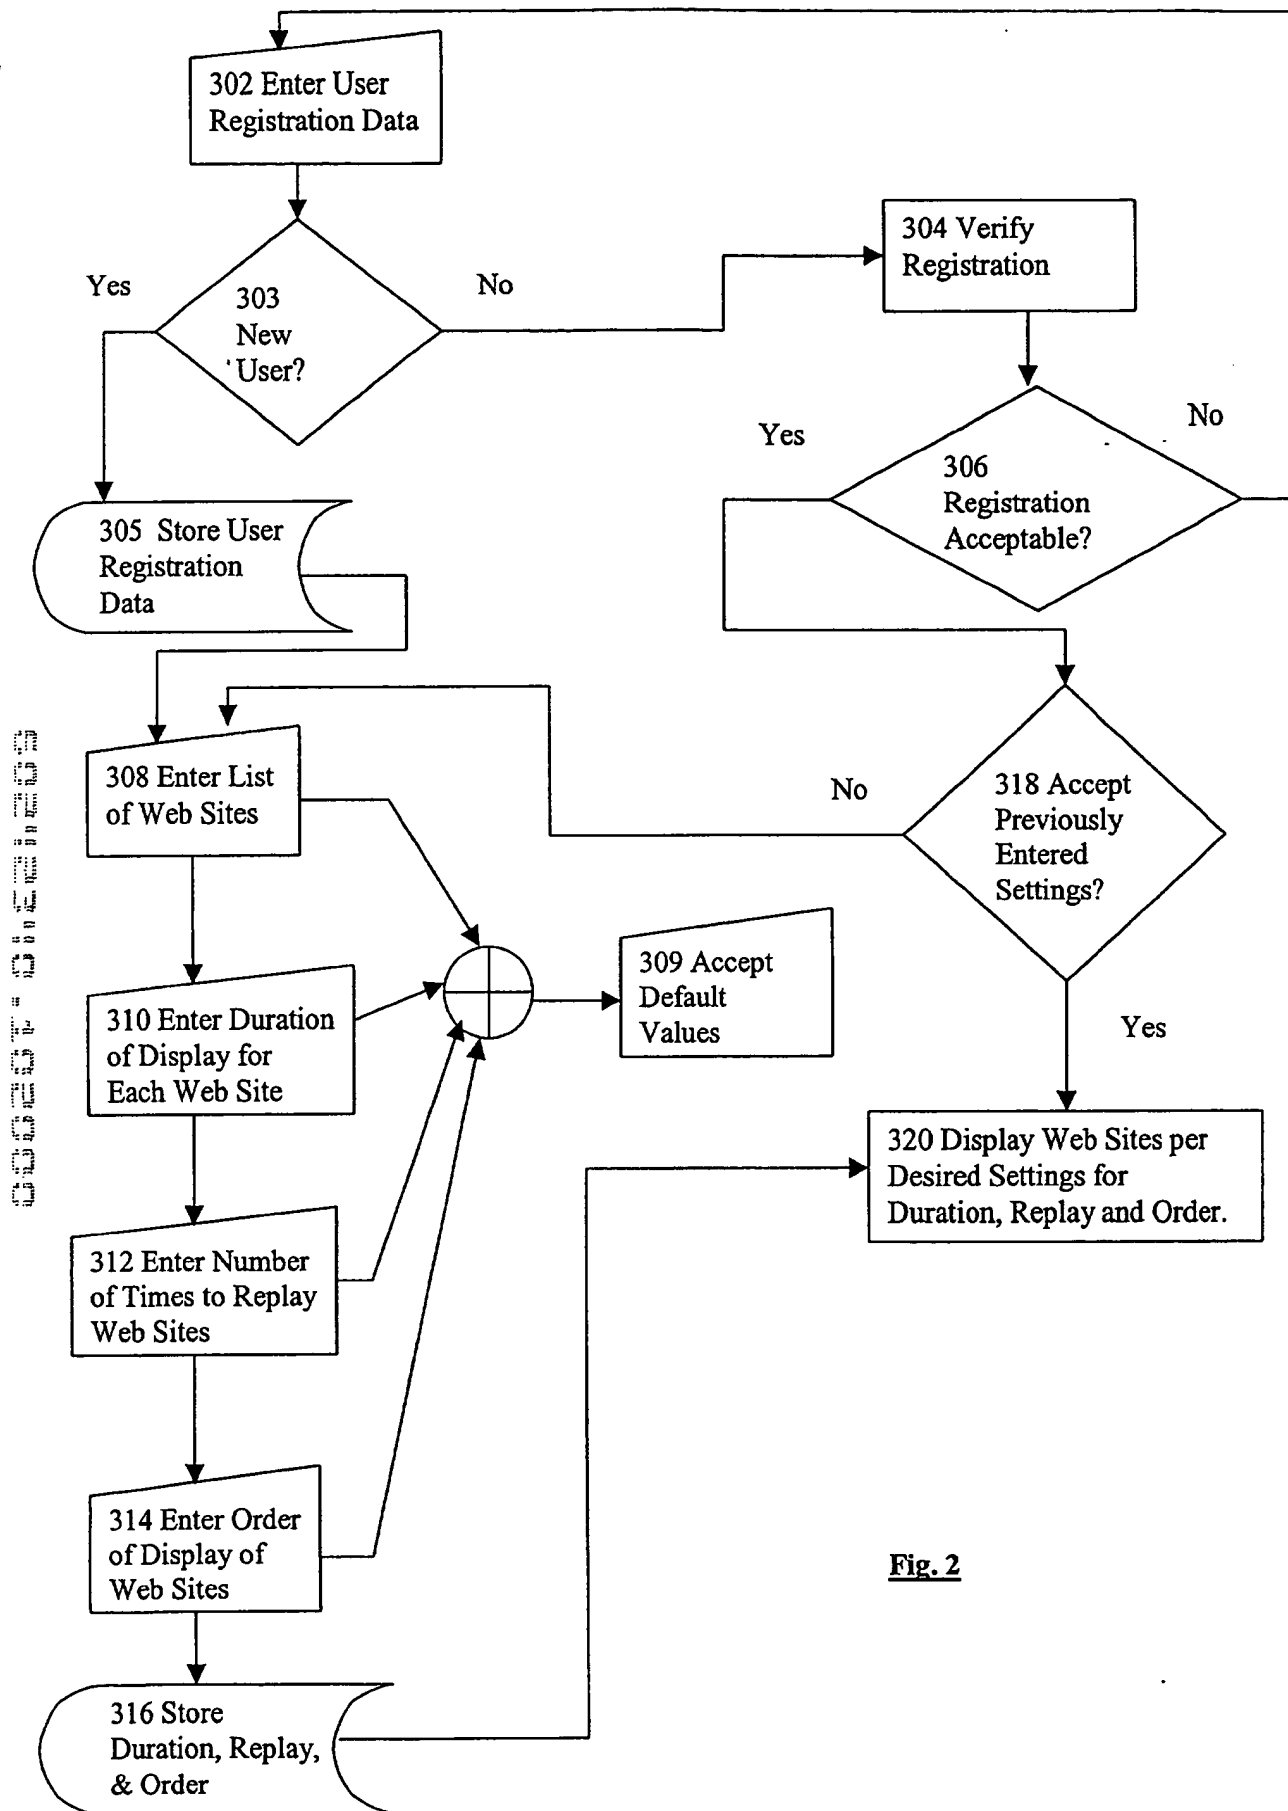 302 Enter User
Registration Data
303
New
User?
Yes
No
304 Verify
Registration
306
Registration
Acceptable?
Yes
No
305 Store User
Registration
Data
308 Enter List
of Web Sites
318 Accept
Previously
Entered
Settings?
No
Yes
309 Accept
Default
Values
310 Enter Duration
of Display for
Each Web Site
320 Display Web Sites per
Desired Settings for
Duration, Replay and Order.
312 Enter Number
of Times to Replay
Web Sites
314 Enter Order
of Display of
Web Sites
Fig. 2
316 Store
Duration, Replay,
& Order